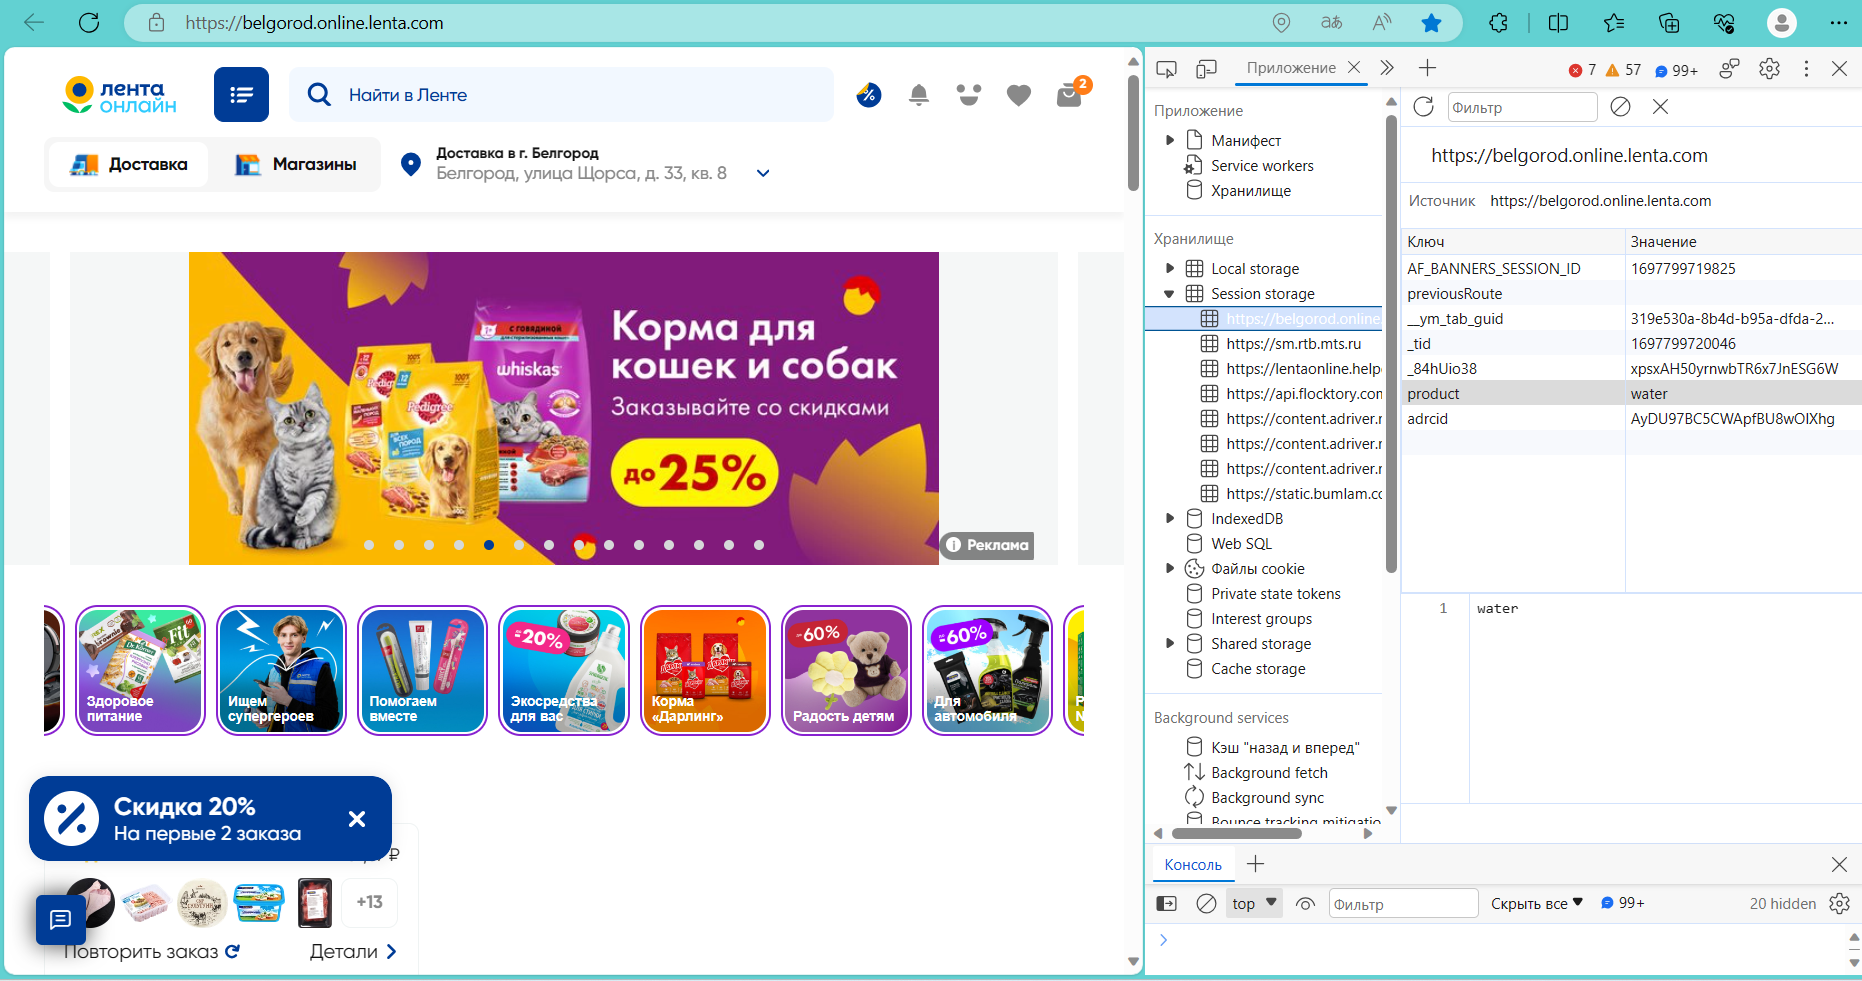 https://belgorod.online.lenta.com
лента
онлайн
Найти в Ленте
2
Доставка
Магазины
Доставка в г. Белгород
Белгород, улица Щорса, д. 33, кв. 8
с говядиной
whiskas
Pedigree
Корма для
кошек и собак
Заказывайте со скидками
до 25%
Реклама
Здоровое
питание
Ищем
супергероев
Помогаем
вместе
-20%
Экосредства
для вас
Корма
«Дарлинг»
-60%
Радость детям
-60%
Для
автомобиля
Скидка 20%
На первые 2 заказа
₽
+13
Повторить заказ
Детали
Приложение
7
57
99+
Приложение
Манифест
Service workers
Хранилище
Хранилище
Local storage
Session storage
https://belgorod.online.
https://sm.rtb.mts.ru
https://lentaonline.help
https://api.flocktory.con
https://content.adriver.r
https://content.adriver.r
https://content.adriver.r
https://static.bumlam.cc
IndexedDB
Web SQL
Файлы cookie
Private state tokens
Interest groups
Shared storage
Cache storage
Background services
Кэш "назад и вперед"
Background fetch
Background sync
Bounce tracking mitigatio
Фильтр
https://belgorod.online.lenta.com
Источник https://belgorod.online.lenta.com
Ключ Значение
AF_BANNERS_SESSION_ID 1697799719825
previousRoute
__ym_tab_guid 319e530a-8b4d-b95a-dfda-2...
_tid 1697799720046
_84hUio38 xpsxAH50yrnwbTR6x7JnESG6W
product water
adrcid AyDU97BC5CWApfBU8wOIXhg
1 water
Консоль
top
Фильтр
Скрыть все
99+
20 hidden